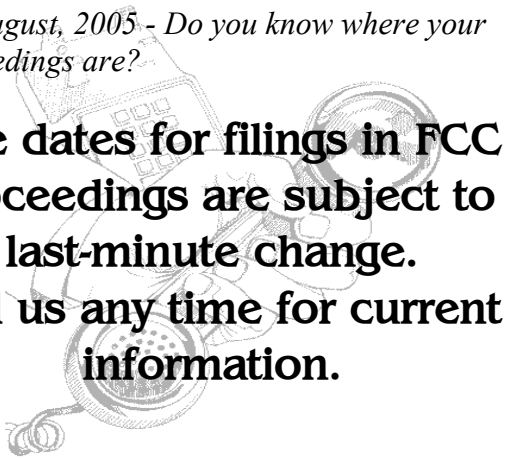 gust, 2005 - Do you know where your
edings are?
e dates for filings in FCC
oceedings are subject to
last-minute change.
l us any time for current
information.